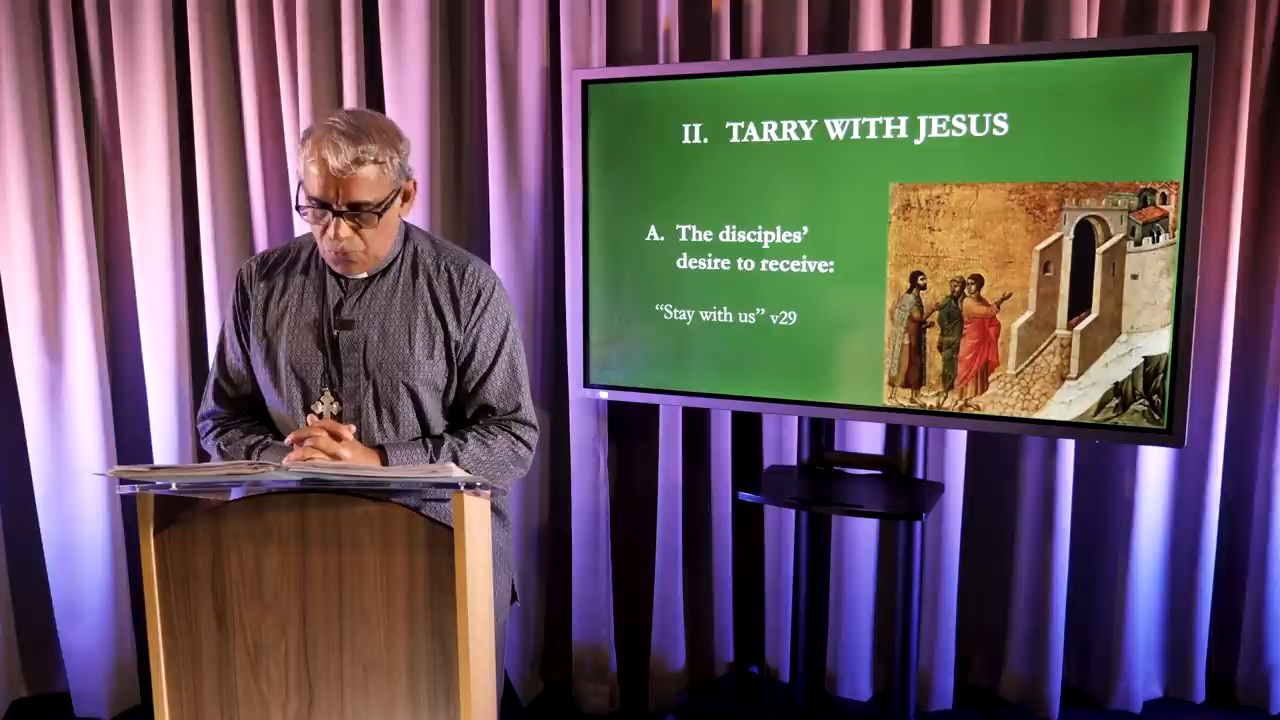 II. TARRY WITH JESUS
A. The disciples’
desire to receive:
“Stay with us” v29